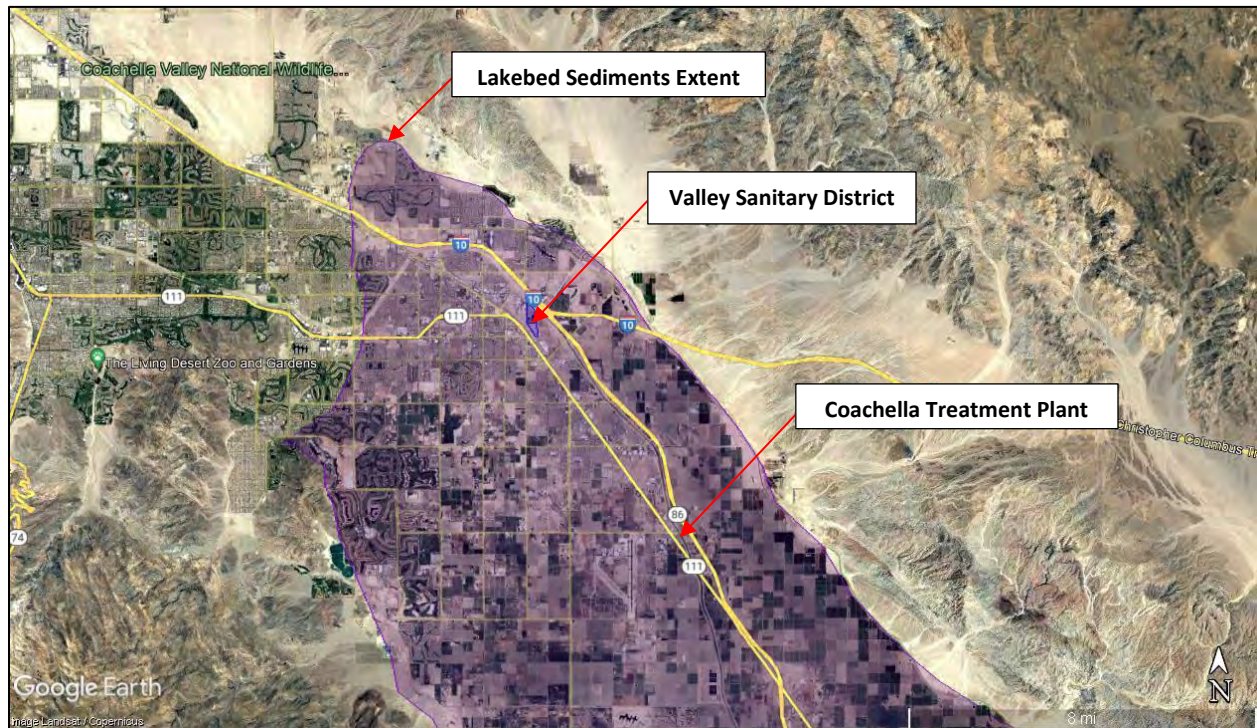 Coachella Valley National Wildlife...
Lakebed Sediments Extent
Valley Sanitary District
10
10
111
111
10
The Living Desert Zoo and Gardens
Coachella Treatment Plant
Christopher Columbus T
86
74
111
Google Earth
Image Landsat / Copernicus
8 mi
N